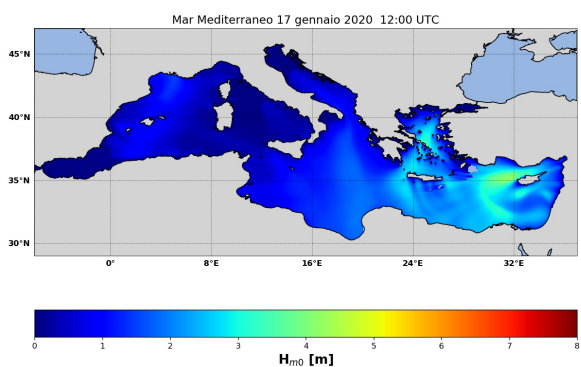 Mar Mediterraneo 17 gennaio 2020 12:00 UTC
45°N
40°N
35°N
30°N
0° 8°E 16°E 24°E 32°E
0 1 2 3 4 5 6 7 8
Hm0 [m]